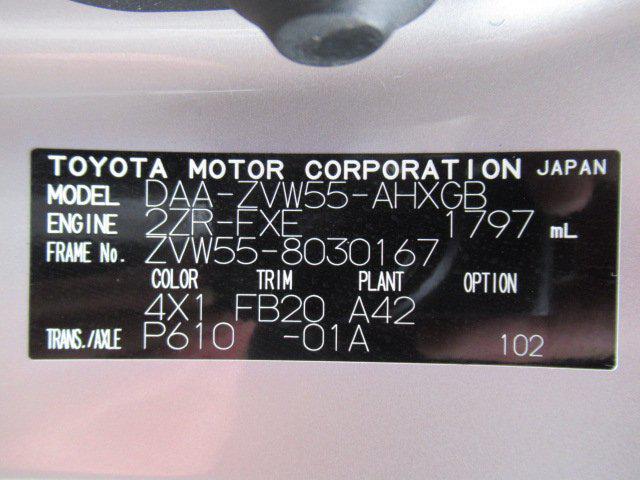 TOYOTA MOTOR CORPORATION JAPAN
MODEL DAA-ZVW55-AHXGB
ENGINE 2ZR-FXE 1797 mL
FRAME No. ZVW55-8030167
COLOR TRIM PLANT OPTION
4X1 FB20 A42
TRANS./AXLE P610 -01A 102